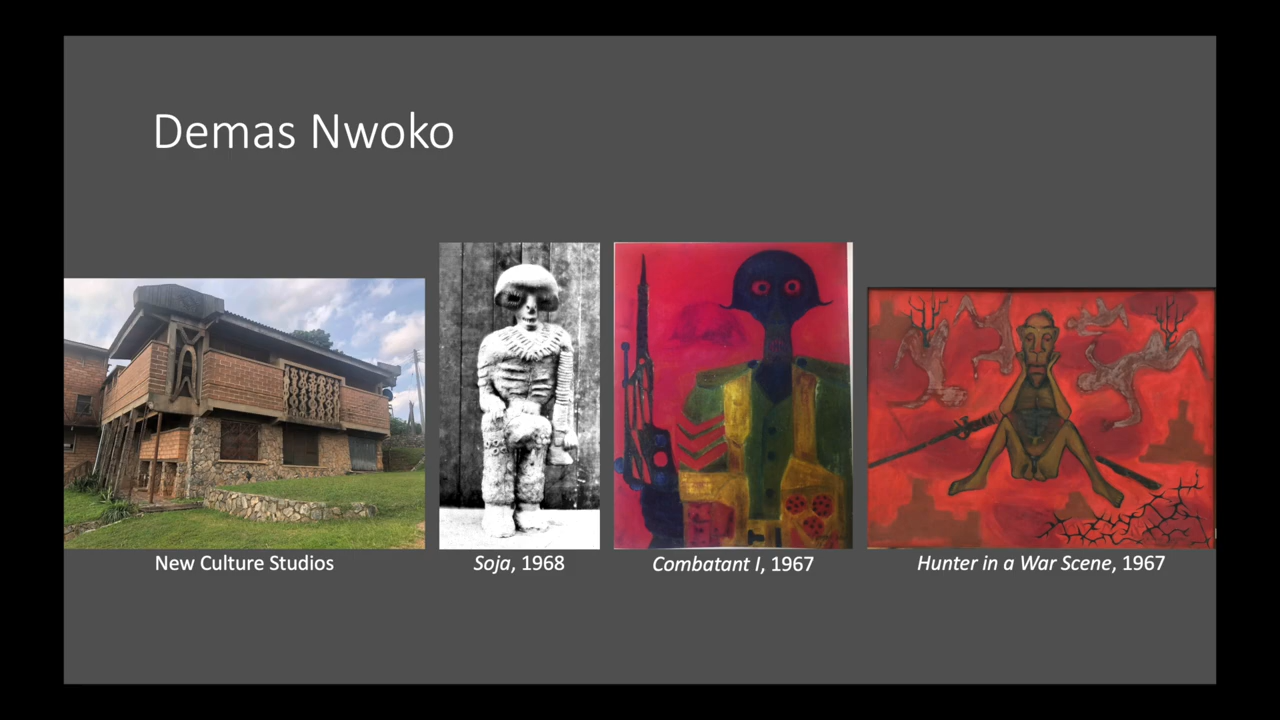 Demas Nwoko
New Culture Studios
Soja, 1968
Combatant I, 1967
Hunter in a War Scene, 1967